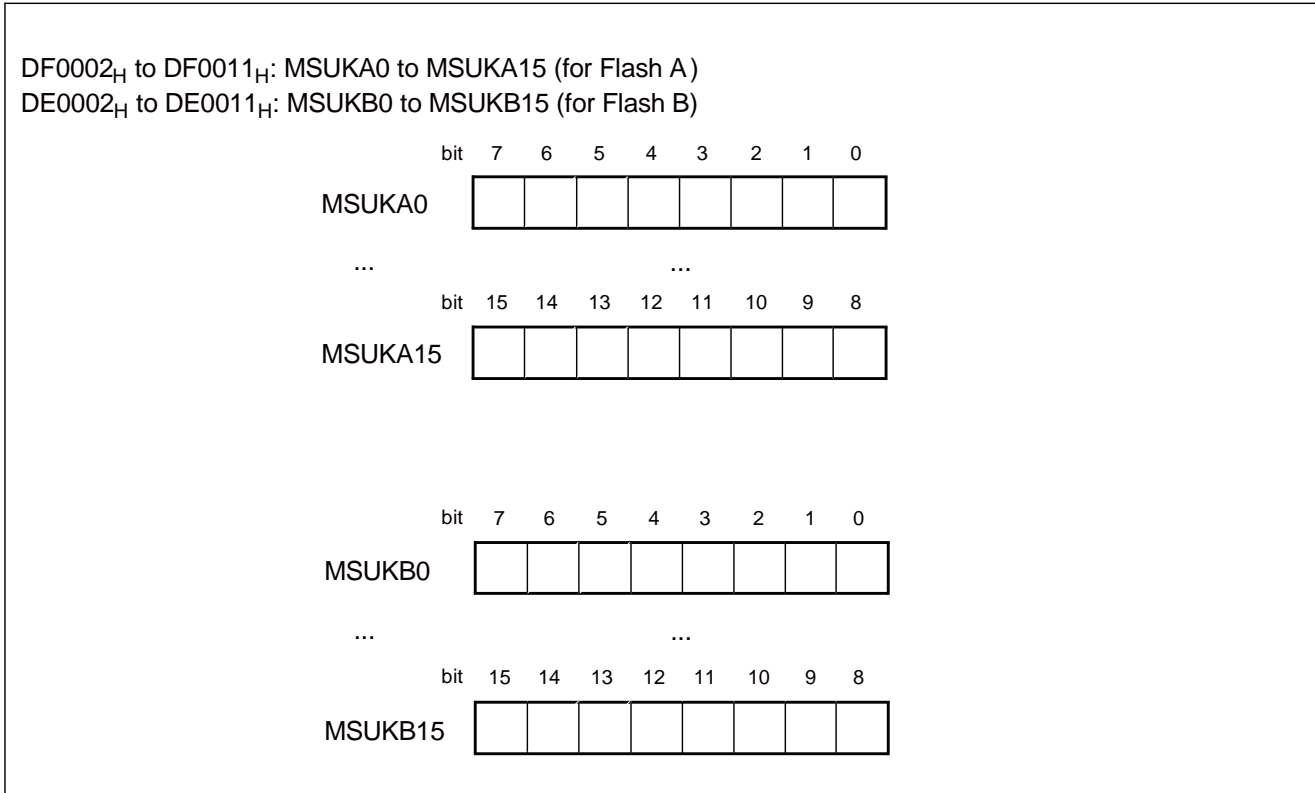 DF0002H to DF0011H: MSUKA0 to MSUKA15 (for Flash A)
DE0002H to DE0011H: MSUKB0 to MSUKB15 (for Flash B)
bit 7 6 5 4 3 2 1 0
MSUKA0
... ...
bit 15 14 13 12 11 10 9 8
MSUKA15
bit 7 6 5 4 3 2 1 0
MSUKB0
... ...
bit 15 14 13 12 11 10 9 8
MSUKB15